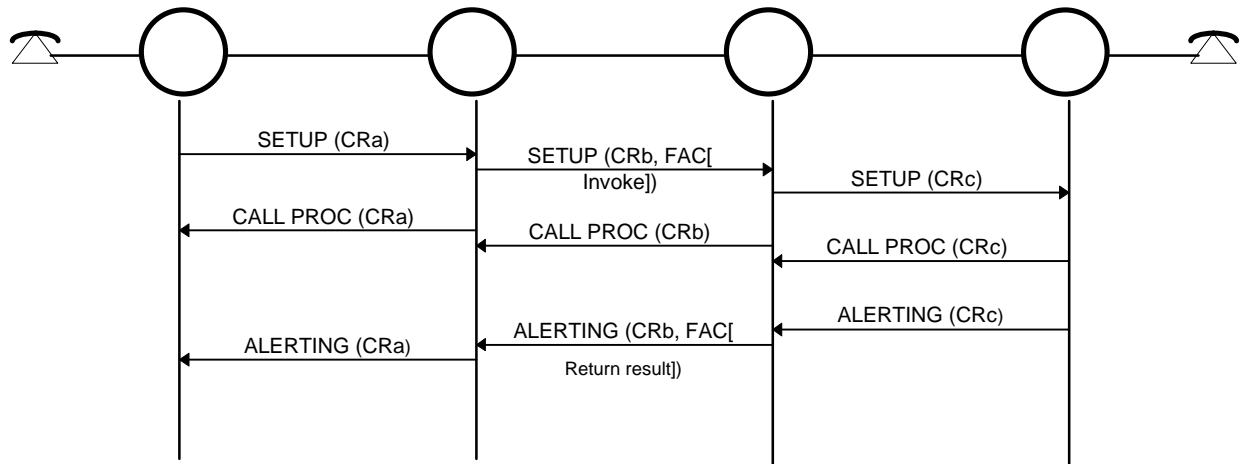 SETUP (CRa)
SETUP (CRb, FAC[
Invoke])
SETUP (CRc)
CALL PROC (CRa)
CALL PROC (CRb)
CALL PROC (CRc)
ALERTING (CRc)
ALERTING (CRb, FAC[
Return result])
ALERTING (CRa)